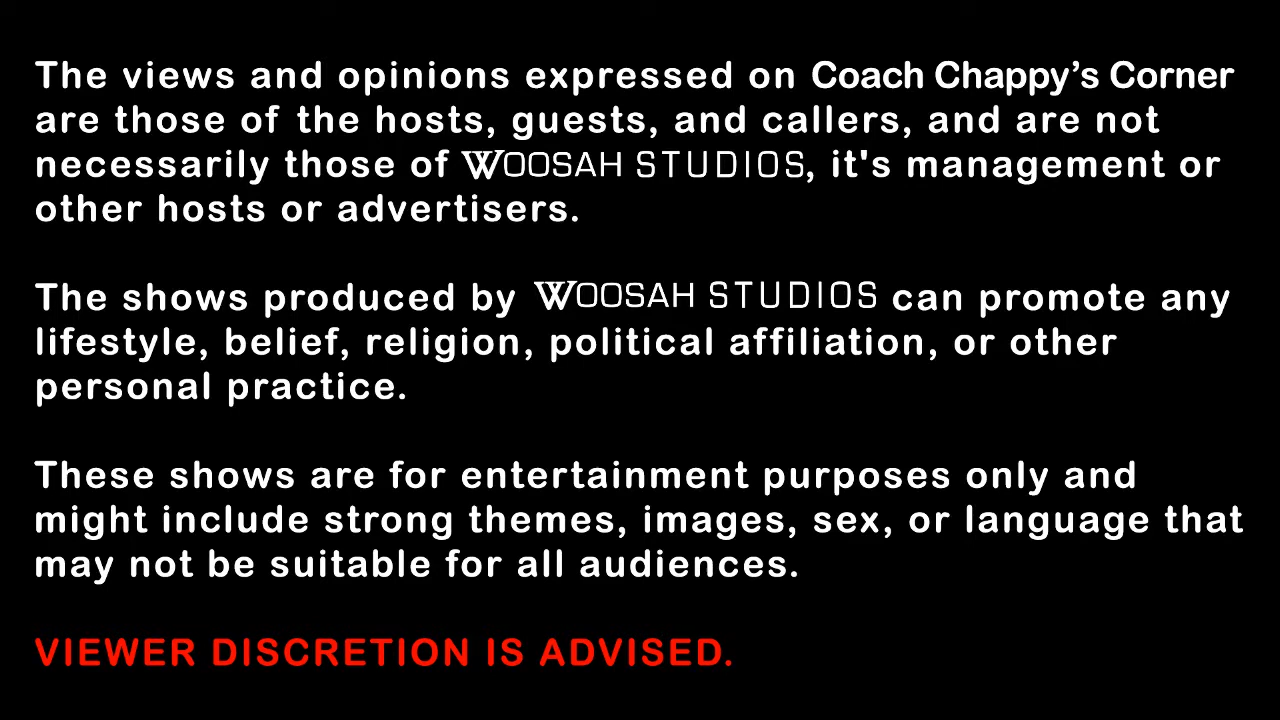 The views and opinions expressed on Coach Chappy’s Corner
are those of the hosts, guests, and callers, and are not
necessarily those of WOOSAH STUDIOS, it's management or
other hosts or advertisers.
The shows produced by WOOSAH STUDIOS can promote any
lifestyle, belief, religion, political affiliation, or other
personal practice.
These shows are for entertainment purposes only and
might include strong themes, images, sex, or language that
may not be suitable for all audiences.
VIEWER DISCRETION IS ADVISED.